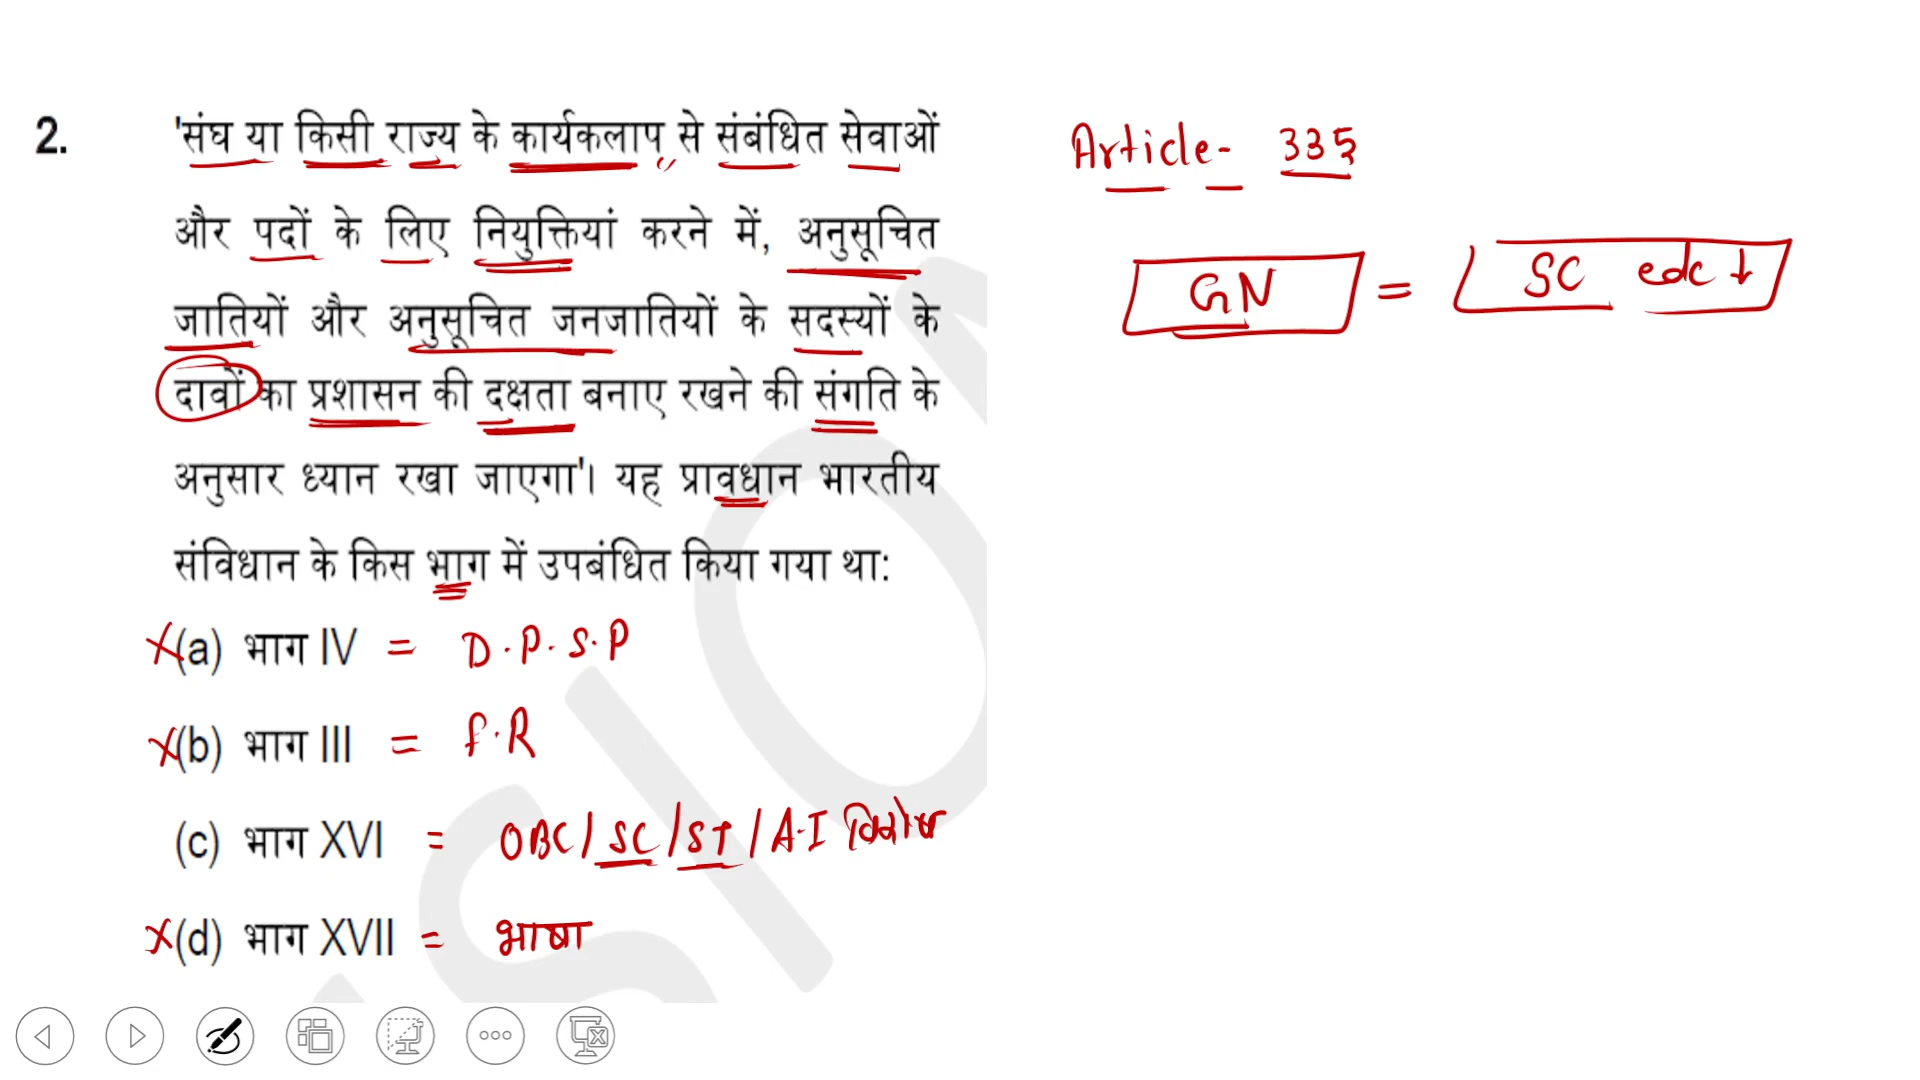 2. 'संघ या किसी राज्य के कार्यकलाप से संबंधित सेवाओं
और पदों के लिए नियुक्तियां करने में, अनुसूचित
जातियों और अनुसूचित जनजातियों के सदस्यों के
दावों का प्रशासन की दक्षता बनाए रखने की संगति के
अनुसार ध्यान रखा जाएगा'। यह प्रावधान भारतीय
संविधान के किस भाग में उपबंधित किया गया था:
x(a) भाग IV = D.P.S.P
x(b) भाग III = F.R
(c) भाग XVI = OBC/SC/ST/A.I
x(d) भाग XVII = भाषा
Article- 335
GN = SC edc ↓